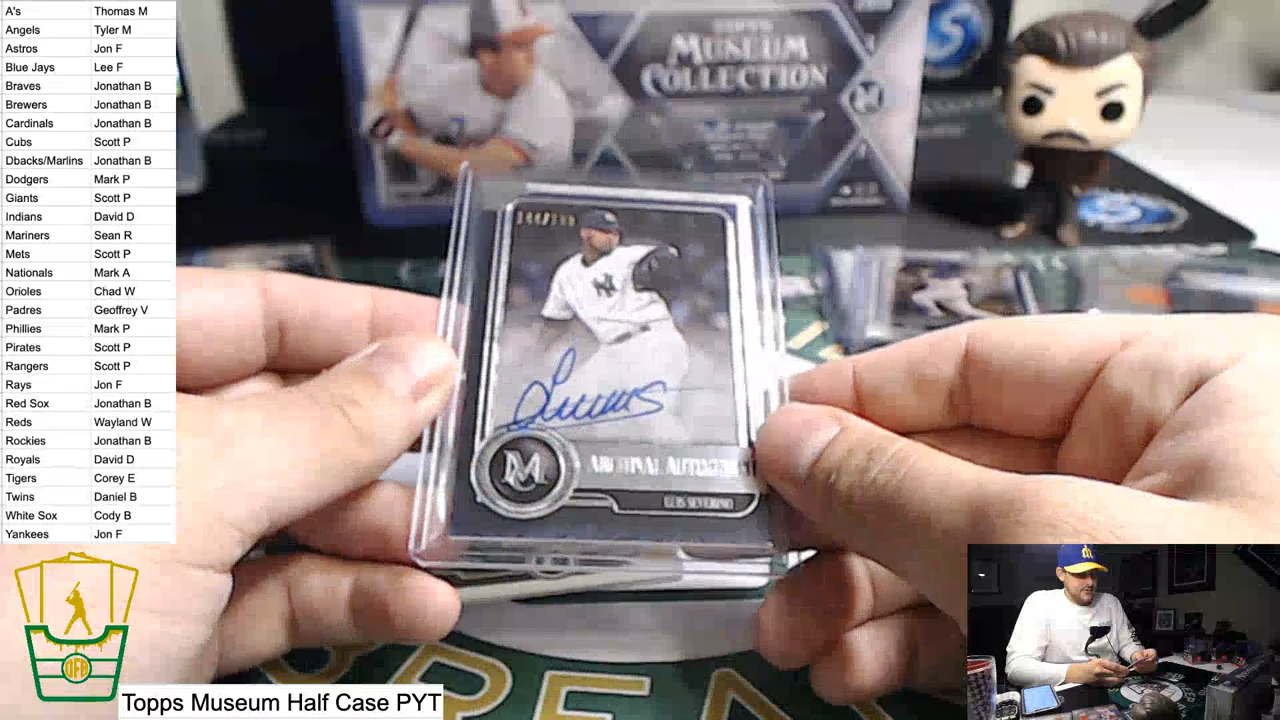 A's Thomas M
Angels Tyler M
Astros Jon F
Blue Jays Lee F
Braves Jonathan B
Brewers Jonathan B
Cardinals Jonathan B
Cubs Scott P
Dbacks/Marlins Jonathan B
Dodgers Mark P
Giants Scott P
Indians David D
Mariners Sean R
Mets Scott P
Nationals Mark A
Orioles Chad W
Padres Geoffrey V
Phillies Mark P
Pirates Scott P
Rangers Scott P
Rays Jon F
Red Sox Jonathan B
Reds Wayland W
Rockies Jonathan B
Royals David D
Tigers Corey E
Twins Daniel B
White Sox Cody B
Yankees Jon F
TOPPS
MUSEUM
COLLECTION
NY
M
ARCHIVAL
LUIS SEVERINO
Topps Museum Half Case PYT